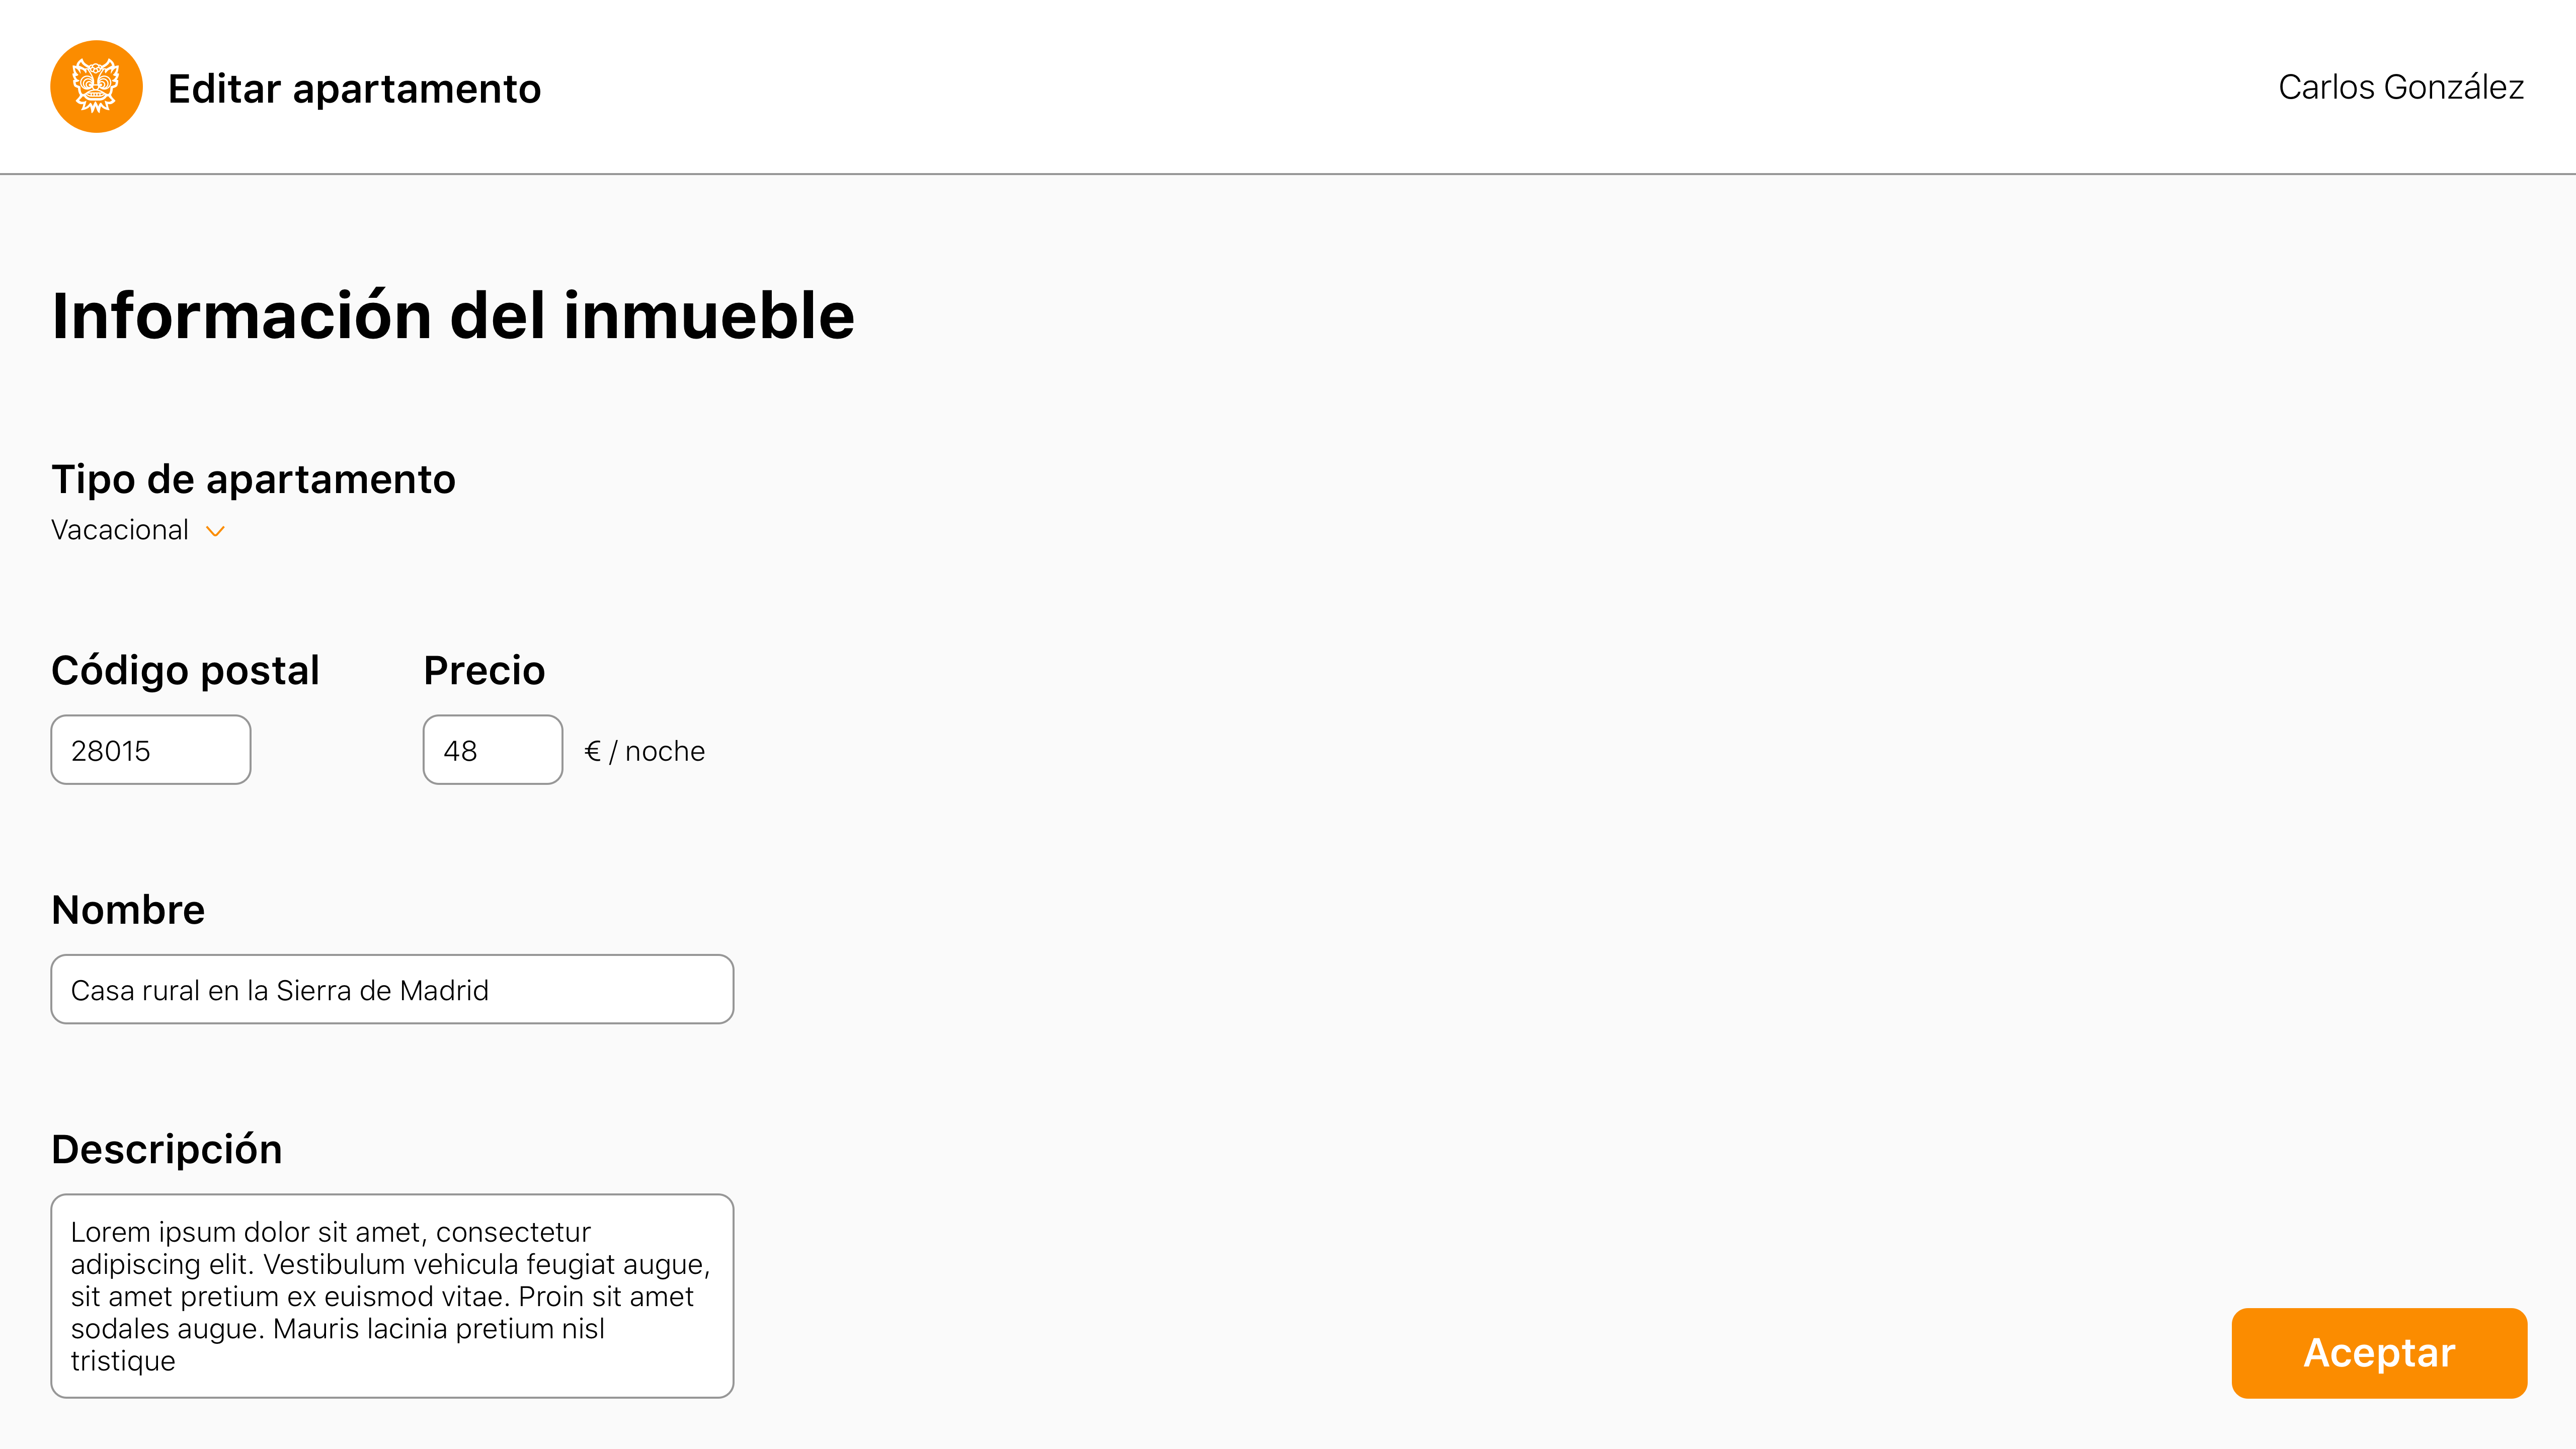 Editar apartamento
Carlos González
Información del inmueble
Tipo de apartamento
Vacacional
Código postal
Precio
28015
48
€ / noche
Nombre
Casa rural en la Sierra de Madrid
Descripción
Lorem ipsum dolor sit amet, consectetur
adipiscing elit. Vestibulum vehicula feugiat augue,
sit amet pretium ex euismod vitae. Proin sit amet
sodales augue. Mauris lacinia pretium nisl
tristique
Aceptar